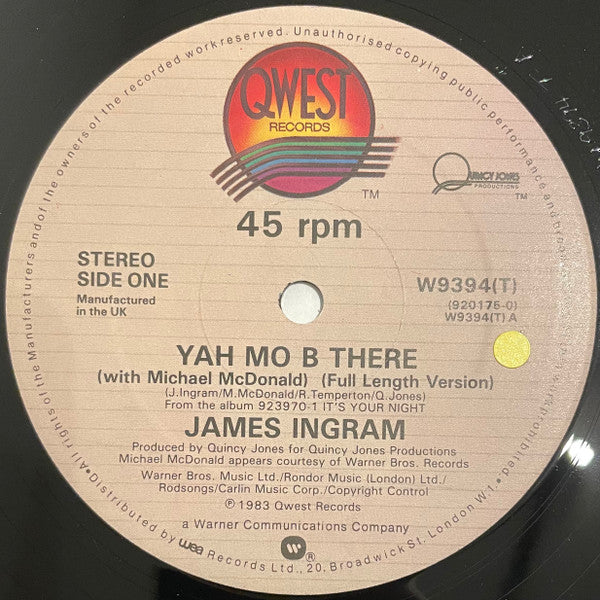 QWEST
RECORDS
TM
QUINCY JONES
PRODUCTIONS
TM
45 rpm
STEREO
SIDE ONE
Manufactured
in the UK
W9394(T)
(920175-0)
W9394(T) A
YAH MO B THERE
(with Michael McDonald) (Full Length Version)
(J.Ingram/M.McDonald/R.Temperton/Q.Jones)
From the album 923970-1 IT'S YOUR NIGHT
JAMES INGRAM
Produced by Quincy Jones for Quincy Jones Productions
Michael McDonald appears courtesy of Warner Bros. Records
Warner Bros. Music Ltd./Rondor Music (London) Ltd./
Rodsongs/Carlin Music Corp./Copyright Control
℗ 1983 Qwest Records
a Warner Communications Company
®
All rights of the Manufacturers and of the owners of the recorded work reserved. Unauthorised copying public performance and broadcasting of this record prohibited.
Distributed by wea Records Ltd., 20, Broadwick St. London W1.